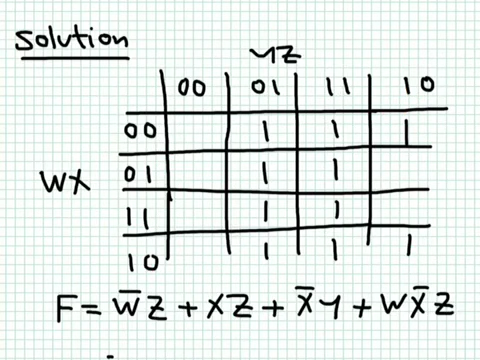 Solution
YZ
00 01 11 10
00 1 1 1
WX 01 1 1
11 1 1
10 1 1 1
F = W̅Z + XZ + X̅Y + WX̅Z